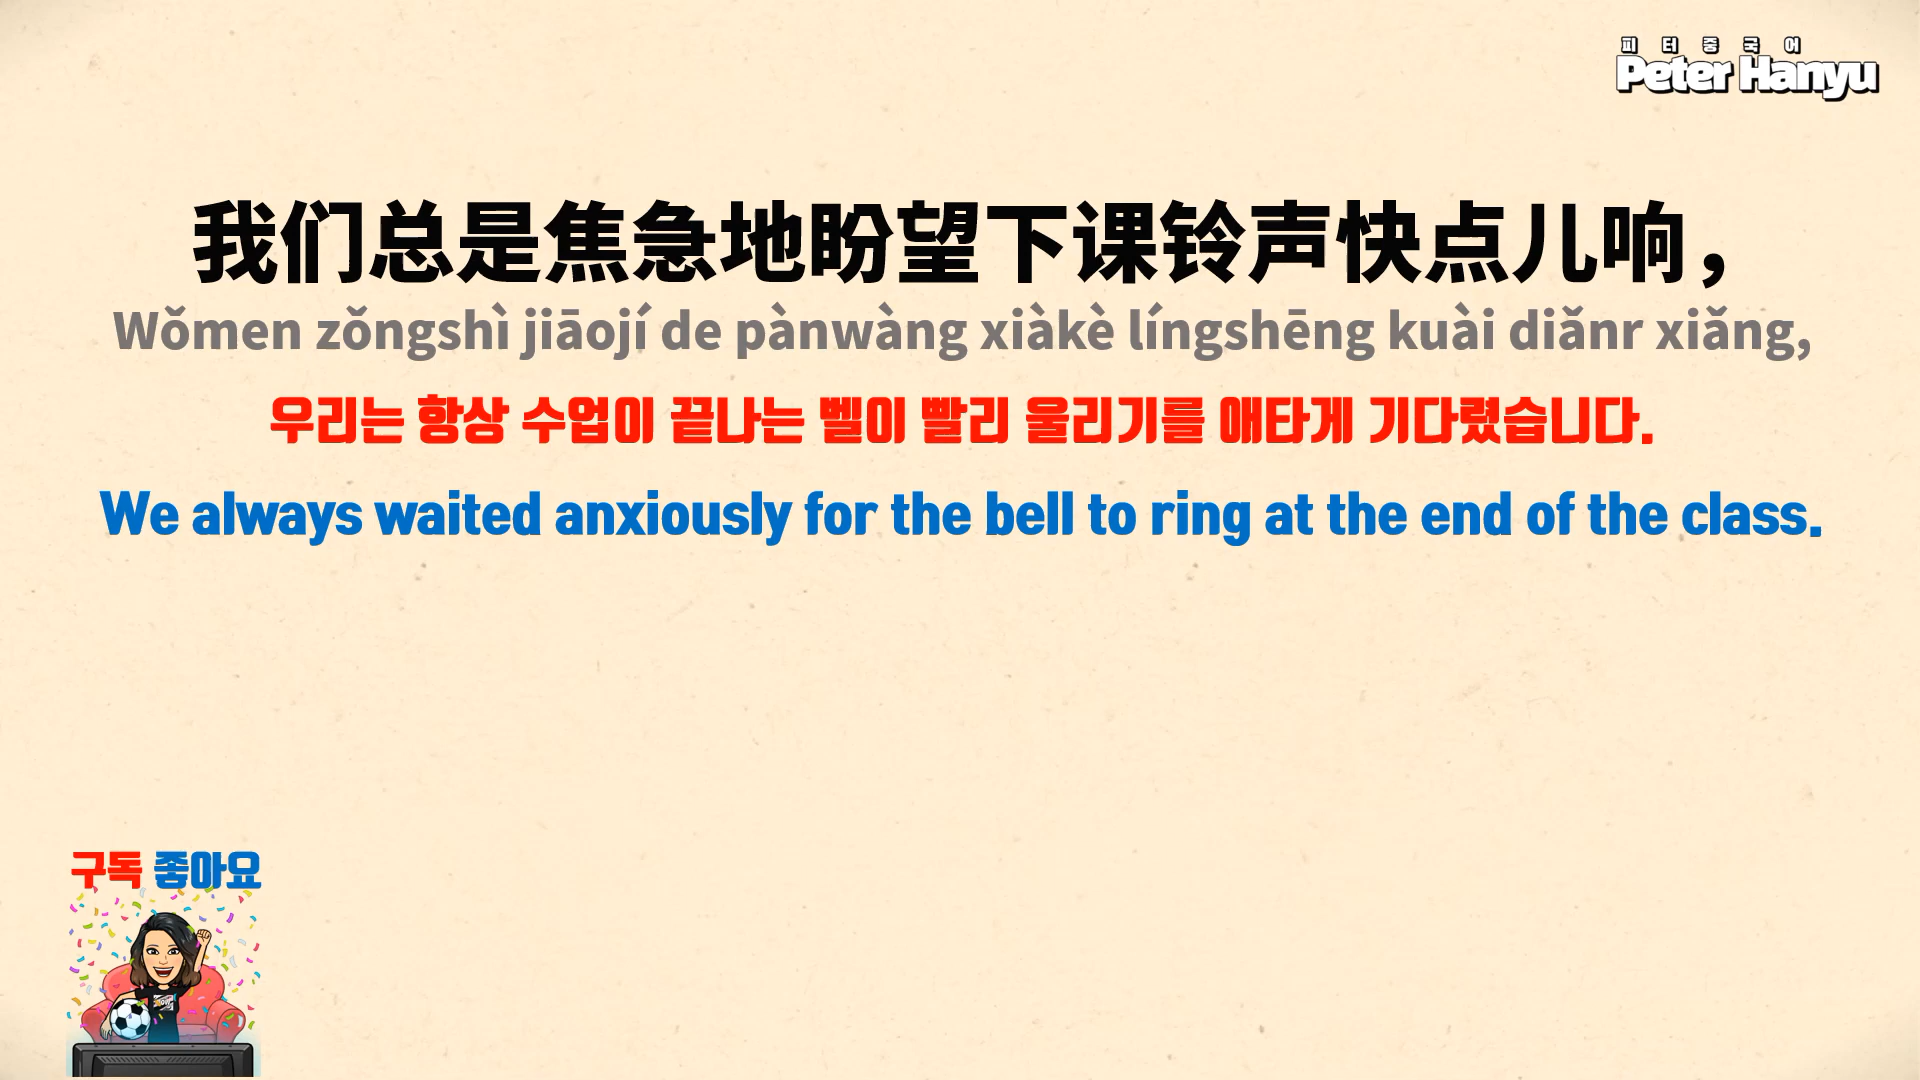 피터중국어
Peter Hanyu
我们总是焦急地盼望下课铃声快点儿响，
Wǒmen zǒngshì jiāojí de pànwàng xiàkè língshēng kuài diǎnr xiǎng,
우리는 항상 수업이 끝나는 벨이 빨리 울리기를 애타게 기다렸습니다.
We always waited anxiously for the bell to ring at the end of the class.
구독 좋아요